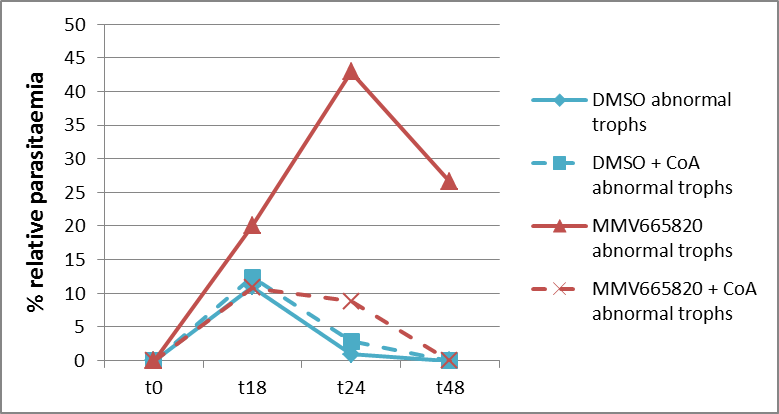 50
45
40
35
30
25
20
15
10
5
0
% relative parasitaemia
t0 t18 t24 t48
DMSO abnormal
trophs
DMSO + CoA
abnormal trophs
MMV665820
abnormal trophs
MMV665820 + CoA
abnormal trophs